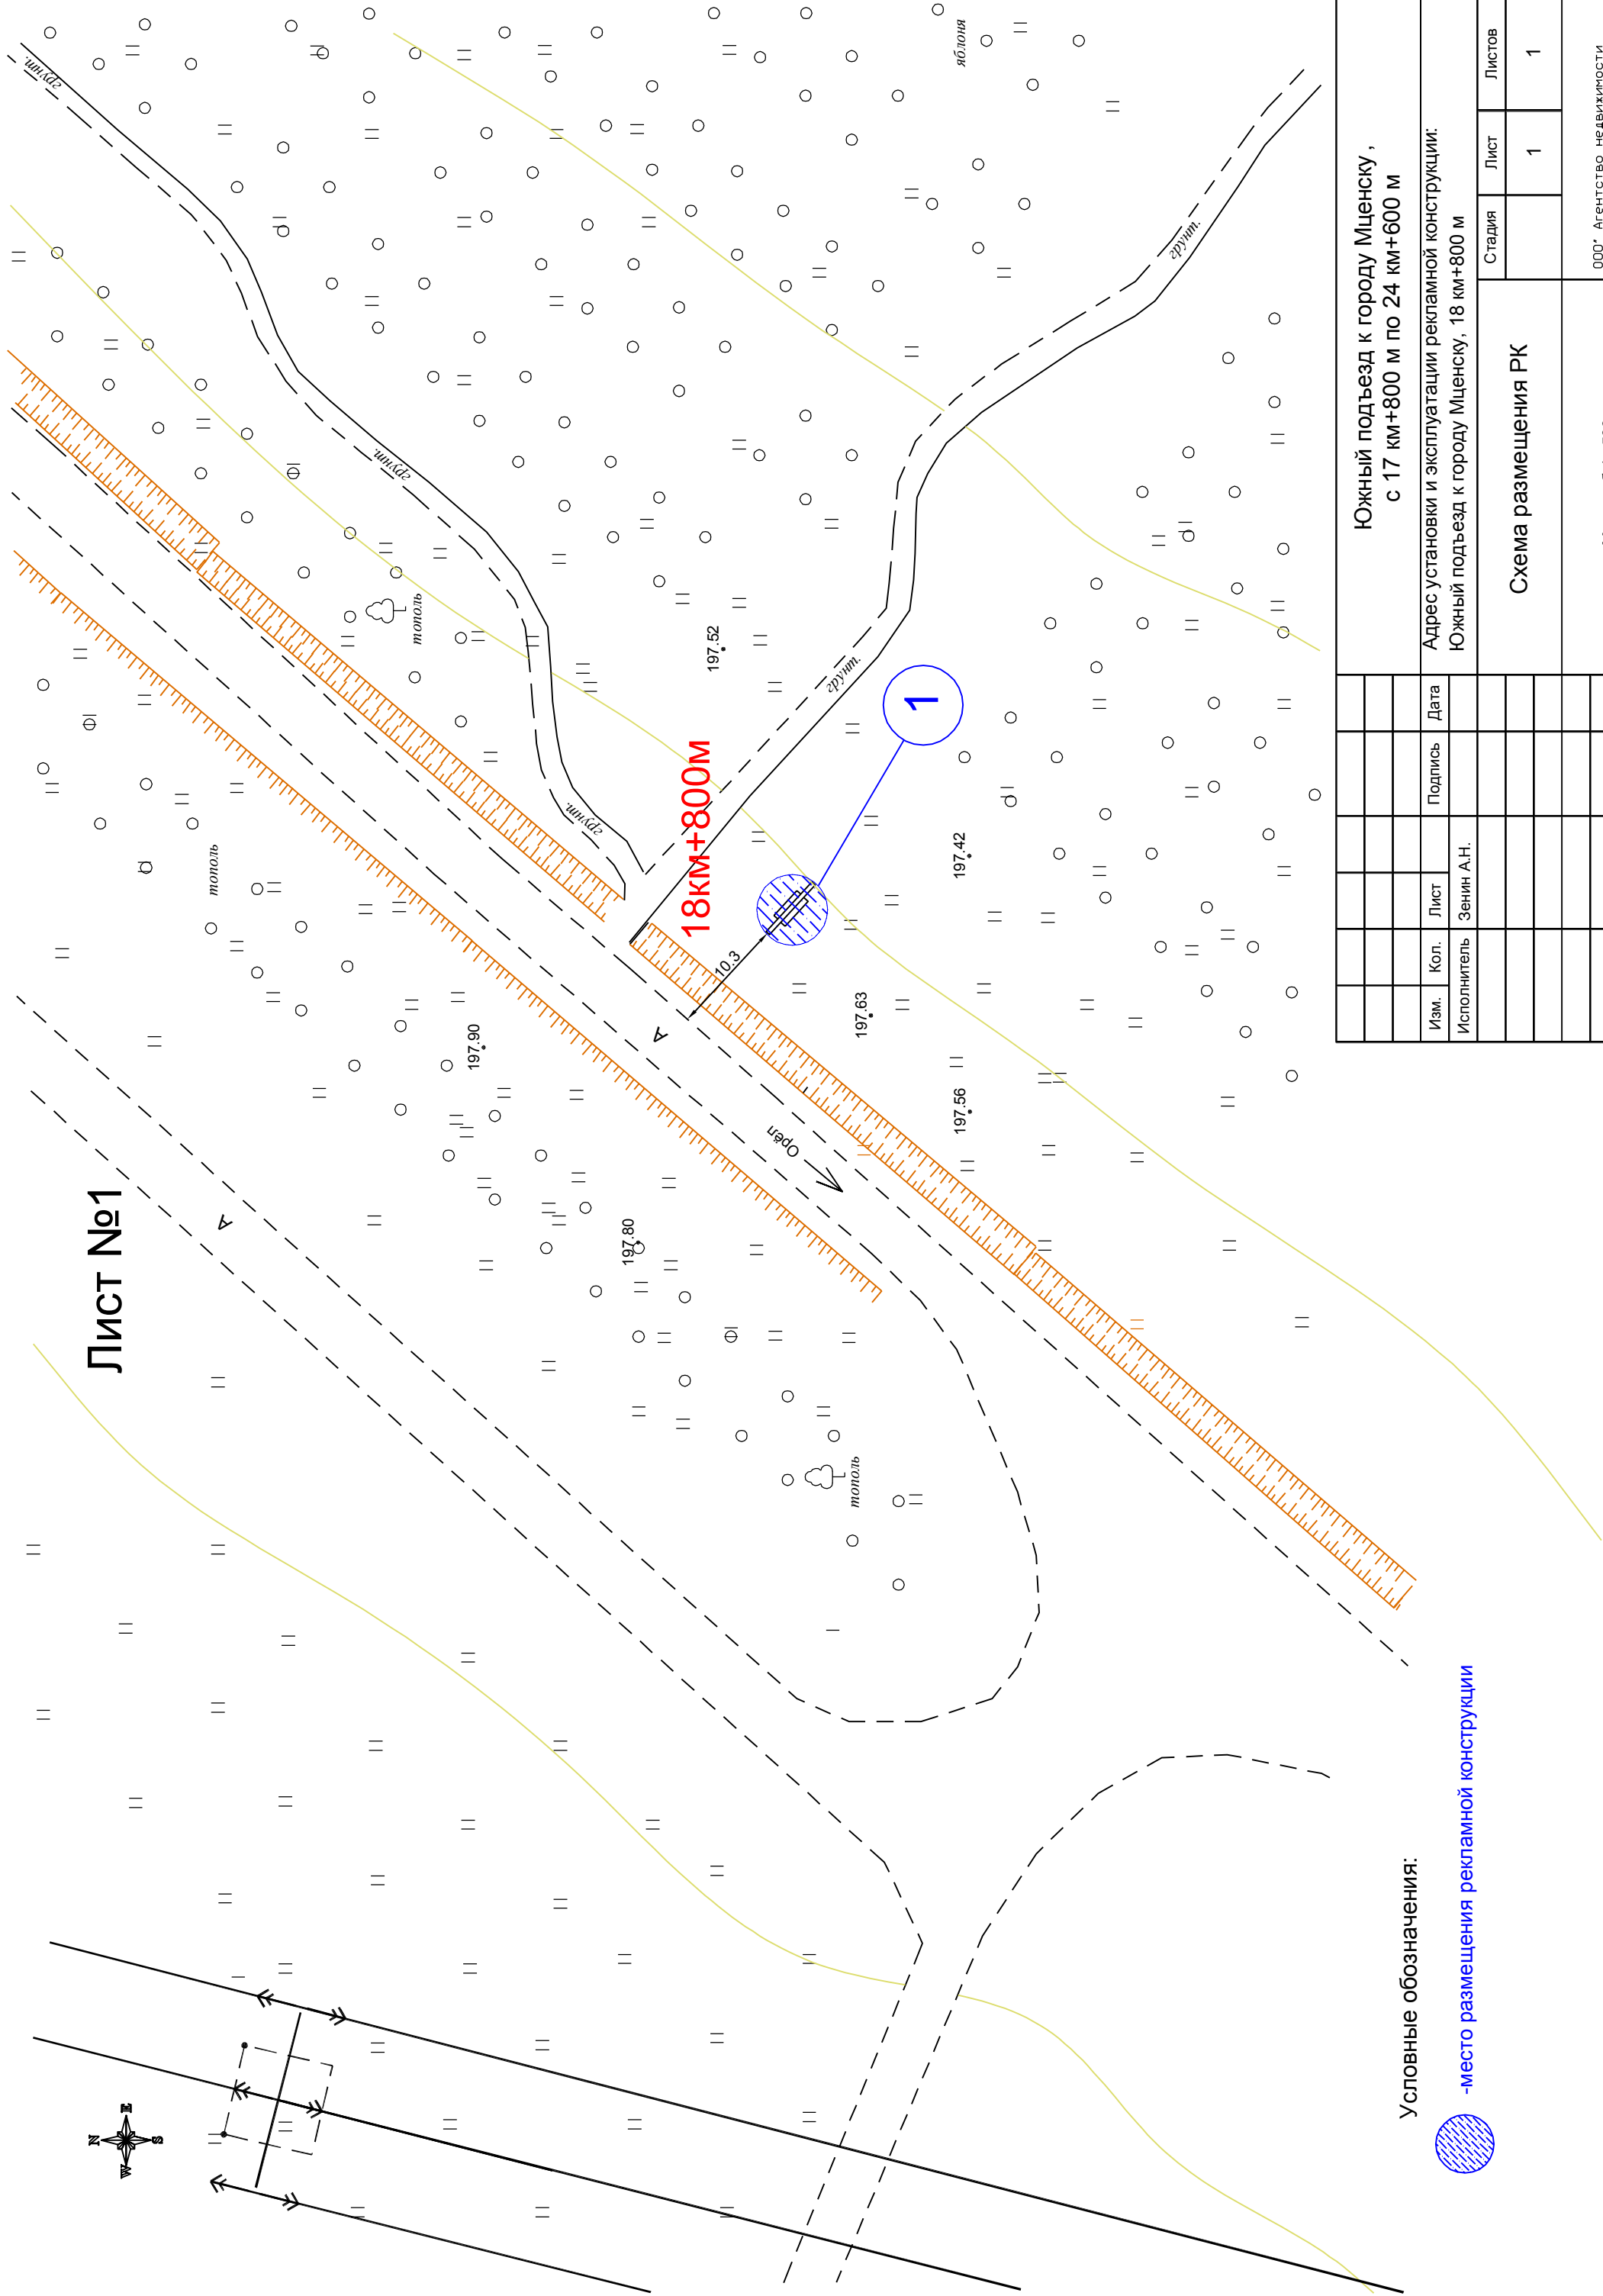 Лист №1
N
W
E
S
грунт.
грунт.
грунт.
грунт.
грунт.
яблоня
тополь
тополь
тополь
А
А
197.52
197.42
197.63
197.56
197.90
197.80
18км+800м
10.3
1
Орёл
Условные обозначения:
-место размещения рекламной конструкции
Южный подъезд к городу Мценску ,
с 17 км+800 м по 24 км+600 м
Изм. Кол. Лист Подпись Дата
Исполнитель Зенин А.Н.
Адрес установки и эксплуатации рекламной конструкции:
Южный подъезд к городу Мценску, 18 км+800 м
Схема размещения РК
Стадия Лист Листов
1 1
ООО" Агентство недвижимости